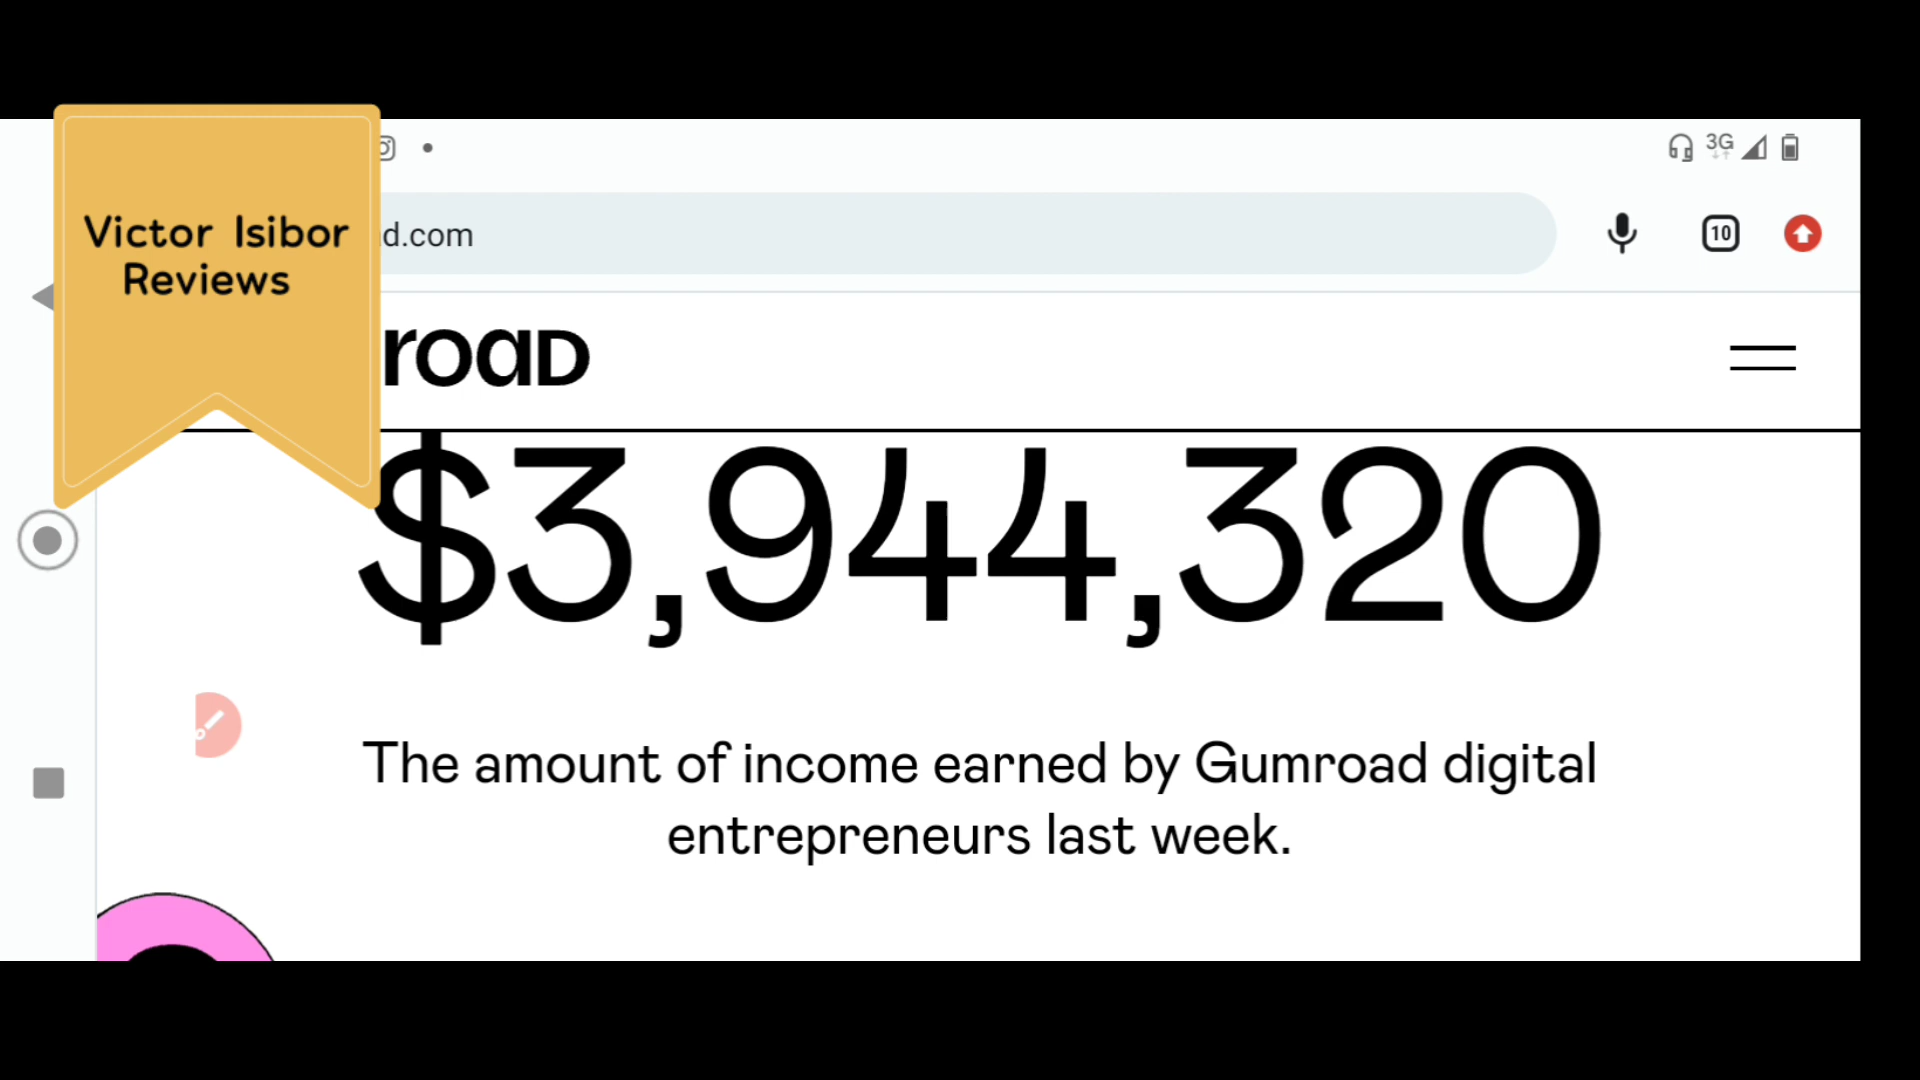 Victor Isibor
Reviews
3G
d.com
10
road
$3,944,320
The amount of income earned by Gumroad digital
entrepreneurs last week.